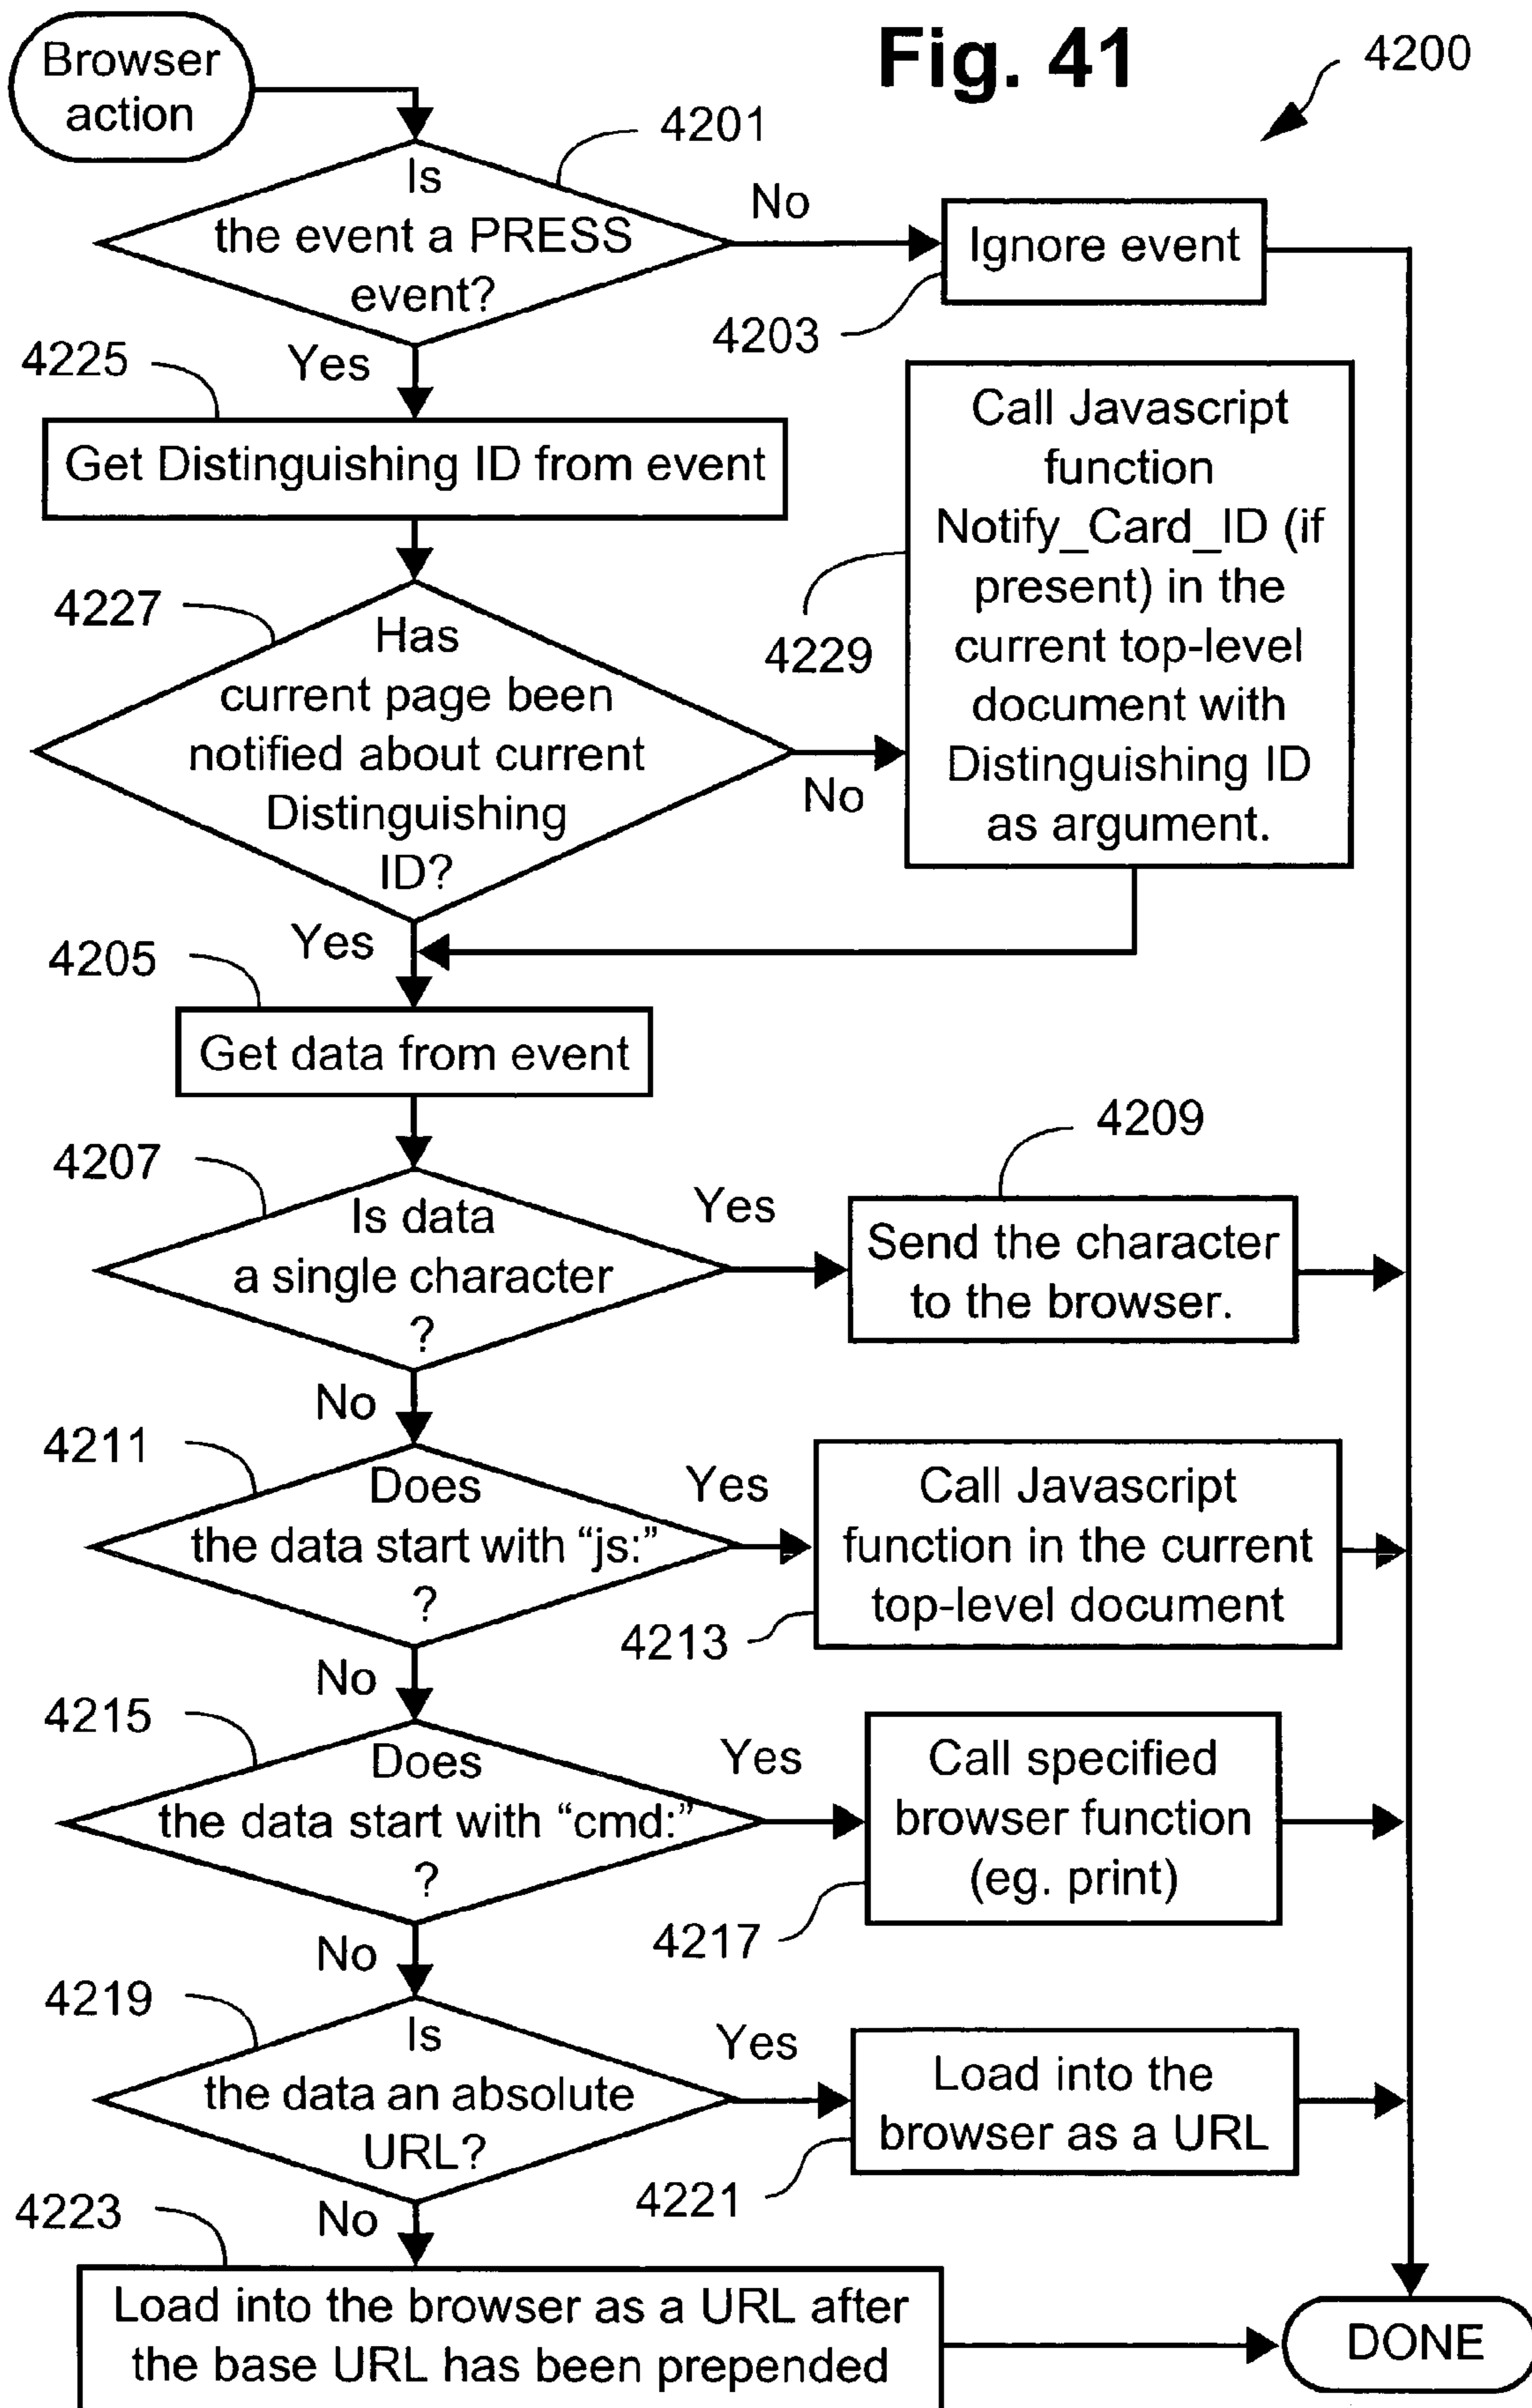 Fig. 41
4200
Browser
action
4201
Is
the event a PRESS
event?
No
Ignore event
4203
Yes
4225
Get Distinguishing ID from event
4227
Has
current page been
notified about current
Distinguishing
ID?
No
4229
Call Javascript
function
Notify_Card_ID (if
present) in the
current top-level
document with
Distinguishing ID
as argument.
Yes
4205
Get data from event
4207
Is data
a single character
?
Yes
4209
Send the character
to the browser.
No
4211
Does
the data start with “js:”
?
Yes
4213
Call Javascript
function in the current
top-level document
No
4215
Does
the data start with “cmd:”
?
Yes
4217
Call specified
browser function
(eg. print)
No
4219
Is
the data an absolute
URL?
Yes
4221
Load into the
browser as a URL
No
4223
Load into the browser as a URL after
the base URL has been prepended
DONE